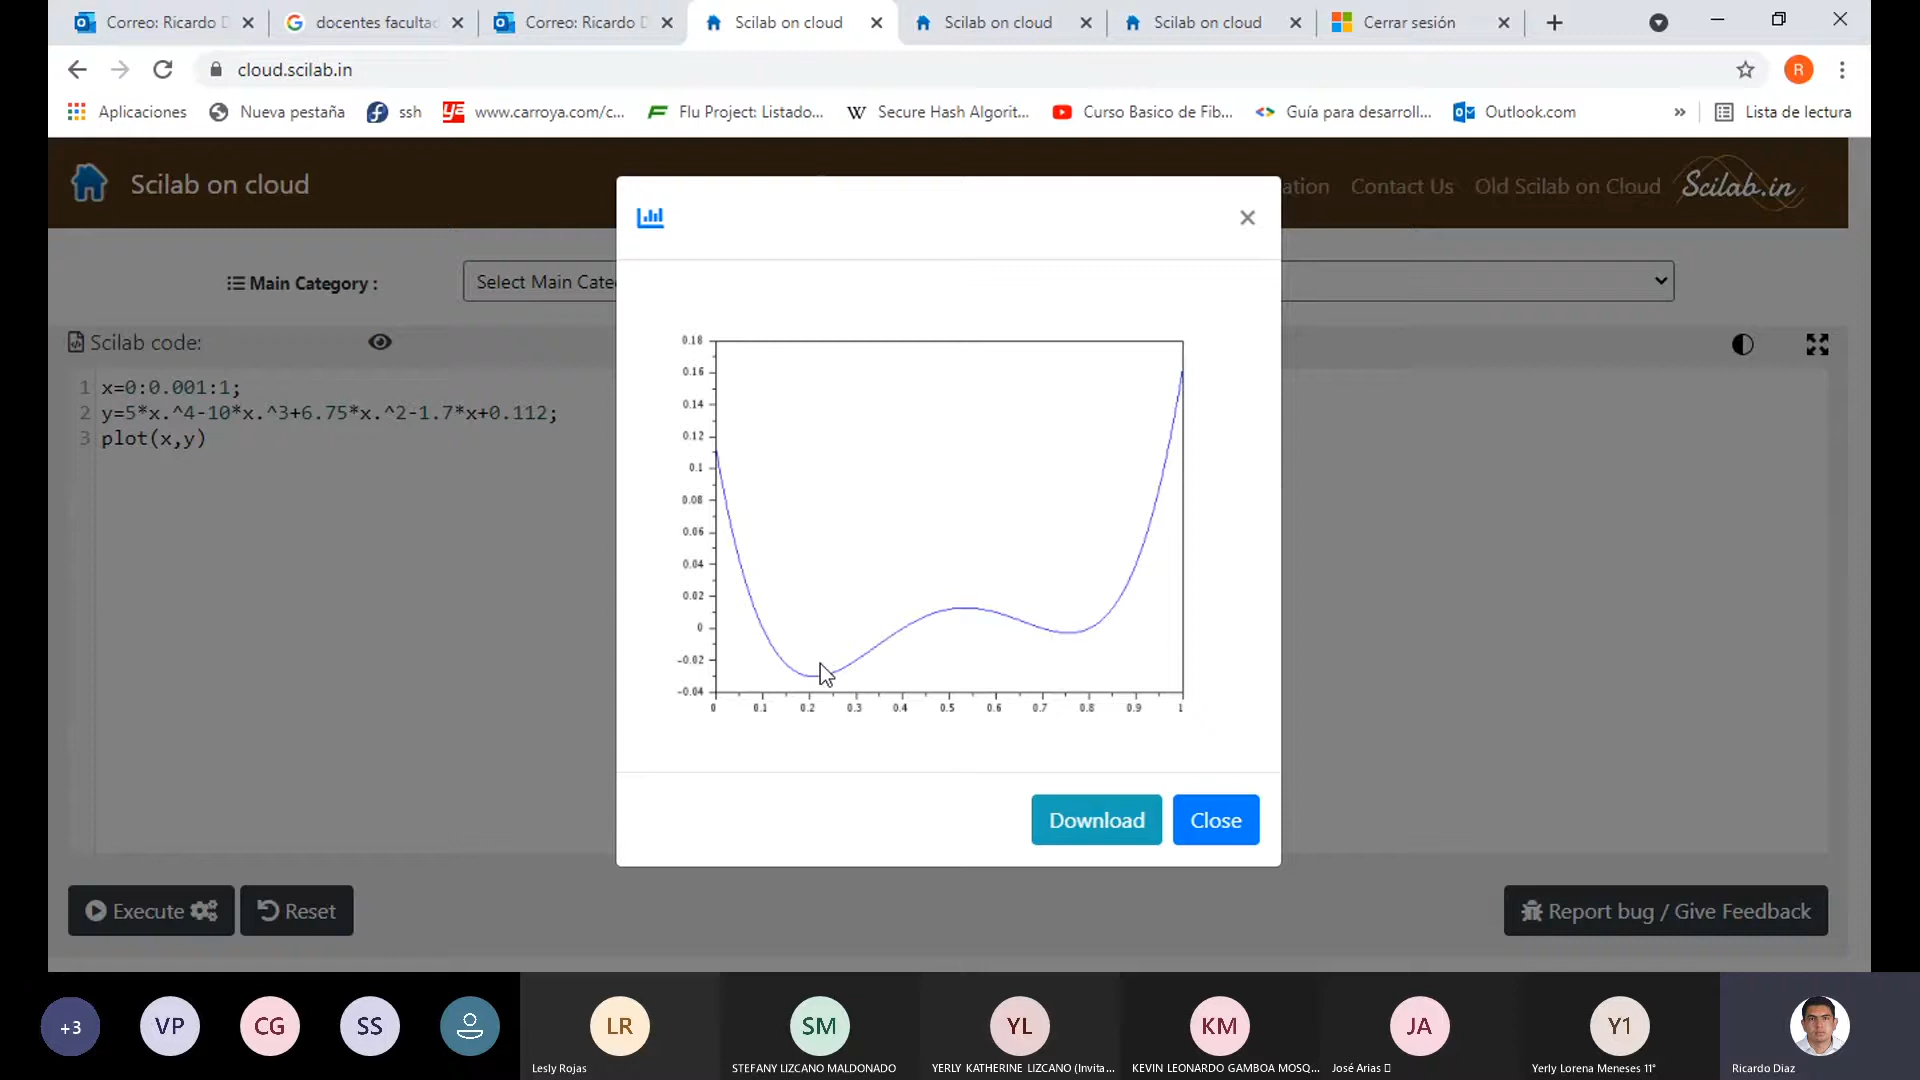 Correo: Ricardo D
docentes facultad
Correo: Ricardo D
Scilab on cloud
Scilab on cloud
Scilab on cloud
Cerrar sesión
cloud.scilab.in
R
Aplicaciones
Nueva pestaña
ssh
www.carroya.com/c...
Flu Project: Listado...
Secure Hash Algorit...
Curso Basico de Fib...
Guía para desarroll...
Outlook.com
»
Lista de lectura
Scilab on cloud
ation
Contact Us
Old Scilab on Cloud
Scilab.in
Main Category :
Select Main Cate
Scilab code:
1 x=0:0.001:1;
2 y=5*x.^4-10*x.^3+6.75*x.^2-1.7*x+0.112;
3 plot(x,y)
0.18
0.16
0.14
0.12
0.1
0.08
0.06
0.04
0.02
0
-0.02
-0.04
0 0.1 0.2 0.3 0.4 0.5 0.6 0.7 0.8 0.9 1
Download
Close
Execute
Reset
Report bug / Give Feedback
+3
VP
CG
SS
LR
SM
YL
KM
JA
Y1
Lesly Rojas
STEFANY LIZCANO MALDONADO
YERLY KATHERINE LIZCANO (Invita...
KEVIN LEONARDO GAMBOA MOSQ...
José Arias
Yerly Lorena Meneses 11°
Ricardo Diaz